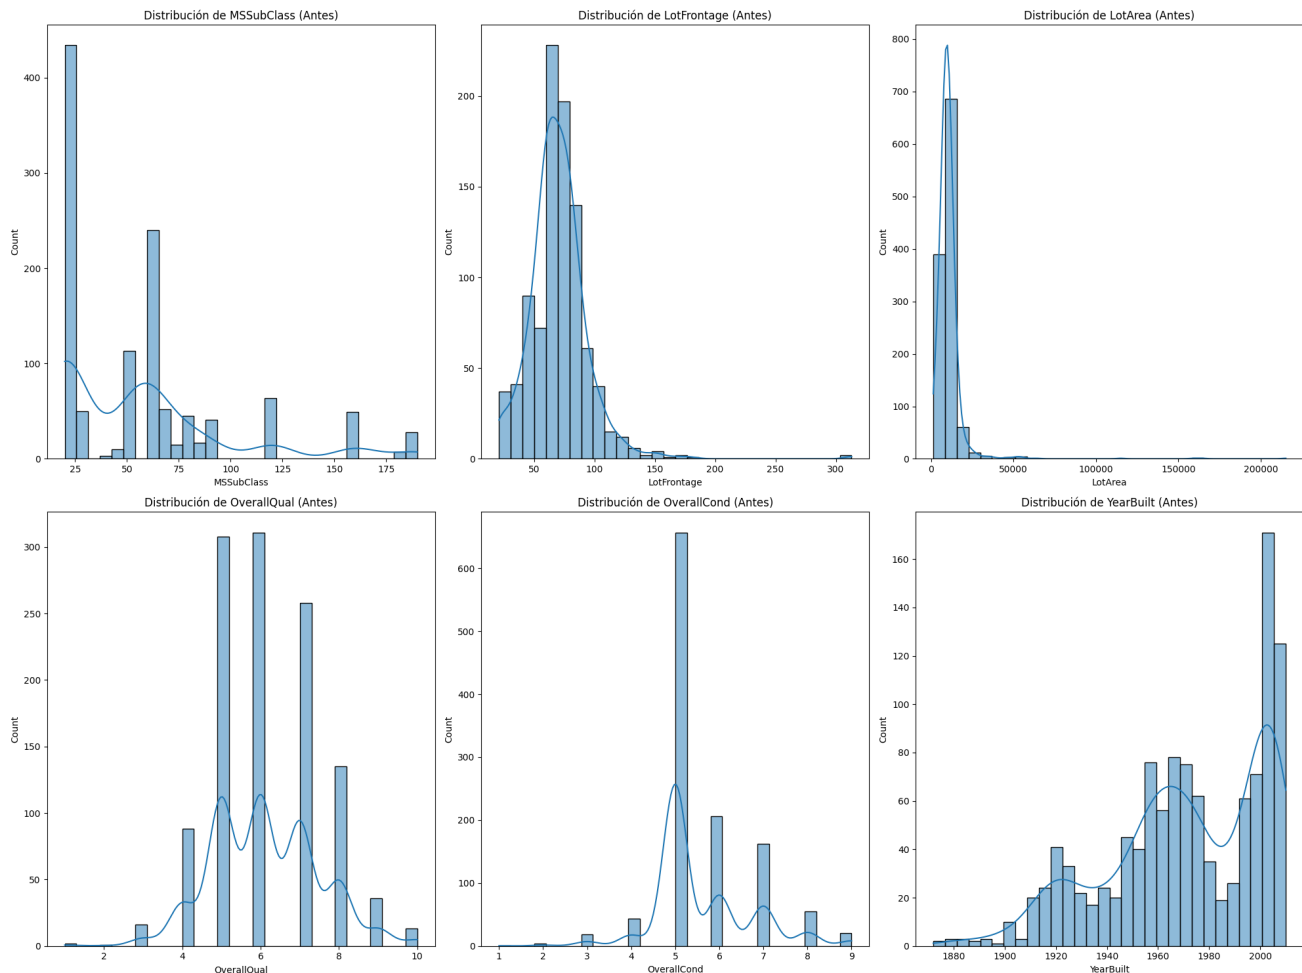 Distribución de MSSubClass (Antes)
Count
400
300
200
100
0
25 50 75 100 125 150 175
MSSubClass
Distribución de LotFrontage (Antes)
Count
200
150
100
50
0
50 100 150 200 250 300
LotFrontage
Distribución de LotArea (Antes)
Count
800
700
600
500
400
300
200
100
0
0 50000 100000 150000 200000
LotArea
Distribución de OverallQual (Antes)
Count
300
250
200
150
100
50
0
2 4 6 8 10
OverallQual
Distribución de OverallCond (Antes)
Count
600
500
400
300
200
100
0
1 2 3 4 5 6 7 8 9
OverallCond
Distribución de YearBuilt (Antes)
Count
160
140
120
100
80
60
40
20
0
1880 1900 1920 1940 1960 1980 2000
YearBuilt